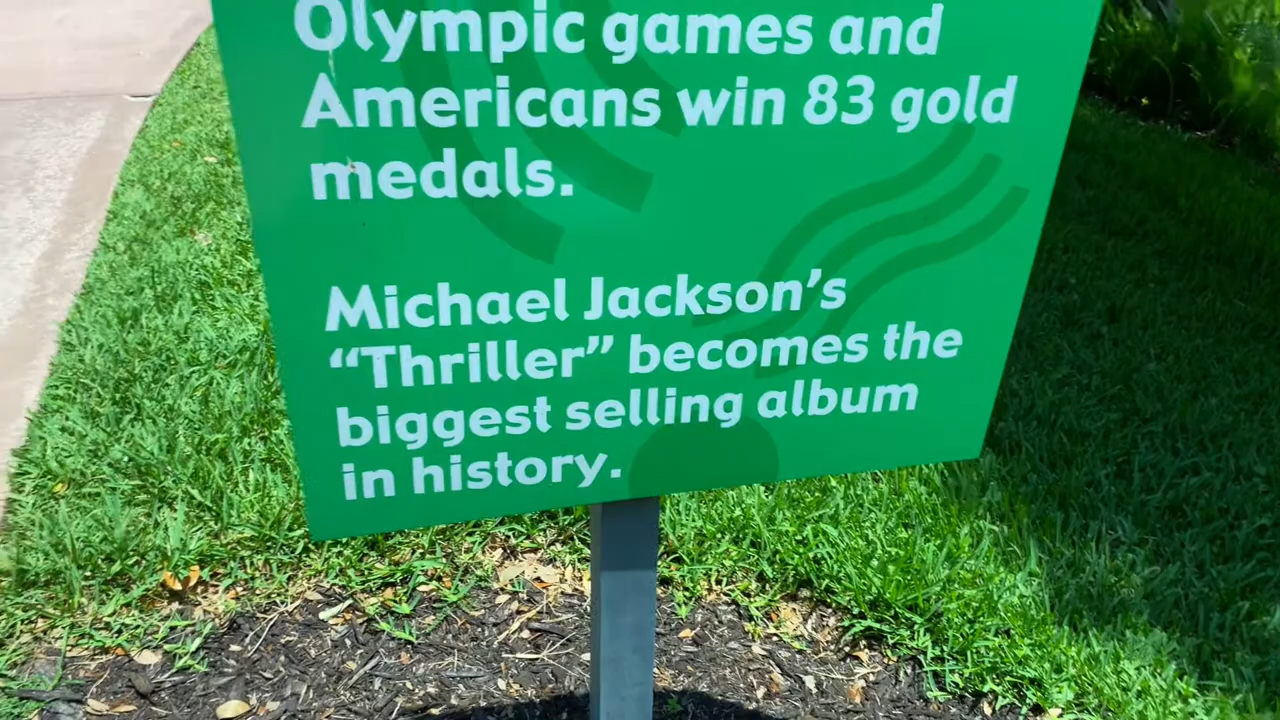 Olympic games and
Americans win 83 gold
medals.
Michael Jackson's
“Thriller” becomes the
biggest selling album
in history.